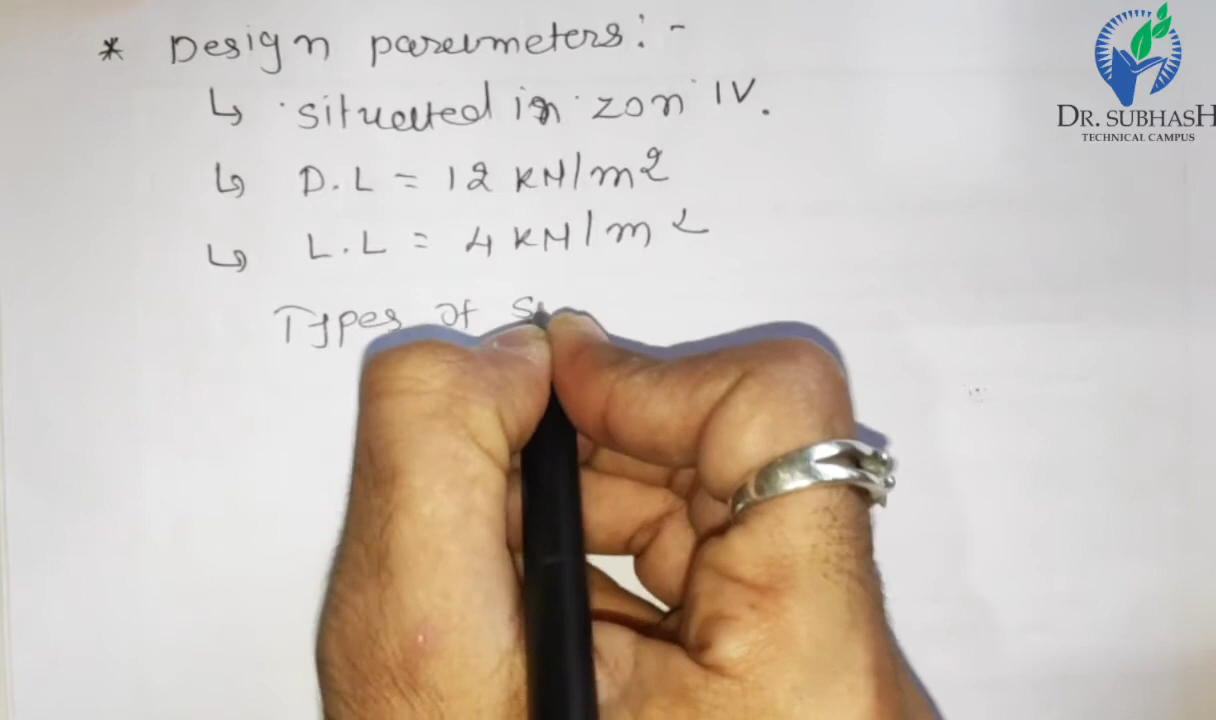 * Design parameters:-
↳ situated in zon IV.
↳ D.L = 12 KN/m2
↳ L.L = 4 KN/m2
Types of
DR. SUBHASH
TECHNICAL CAMPUS